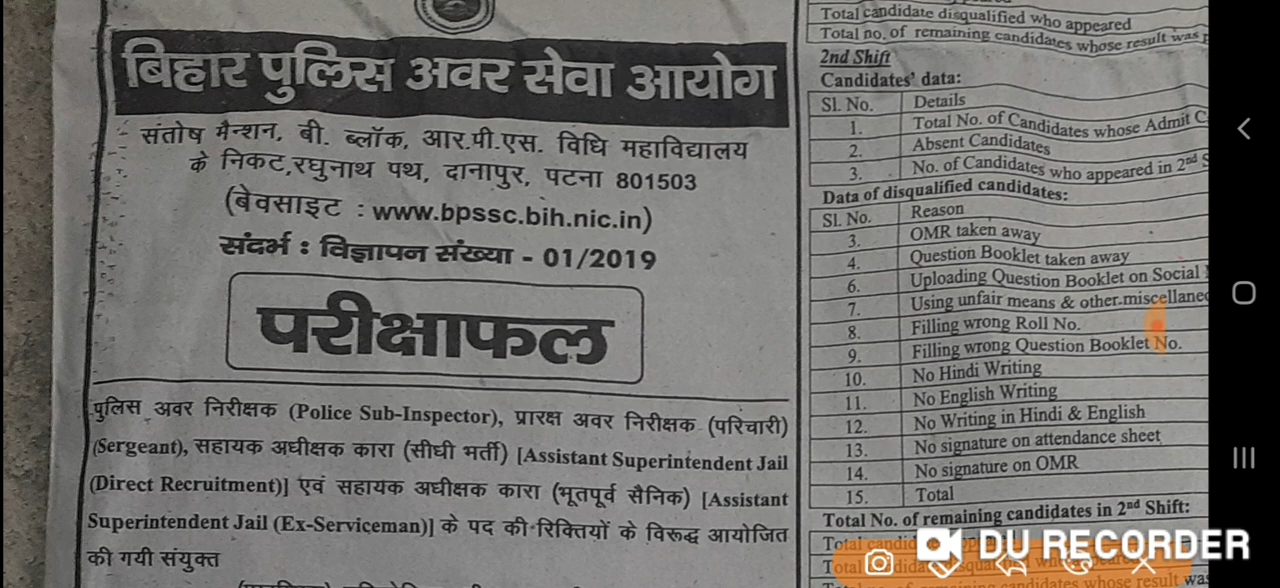 बिहार पुलिस अवर सेवा आयोग
संतोष मैन्शन, बी. ब्लॉक, आर.पी.एस. विधि महाविद्यालय
के निकट,रघुनाथ पथ, दानापुर, पटना 801503
(बेवसाइट : www.bpssc.bih.nic.in)
संदर्भ : विज्ञापन संख्या - 01/2019
परीक्षाफल
पुलिस अवर निरीक्षक (Police Sub-Inspector), प्रारक्ष अवर निरीक्षक (परिचारी)
(Sergeant), सहायक अधीक्षक कारा (सीधी भर्ती) [Assistant Superintendent Jail
(Direct Recruitment)] एवं सहायक अधीक्षक कारा (भूतपूर्व सैनिक) [Assistant
Superintendent Jail (Ex-Serviceman)] के पद की रिक्तियों के विरूद्ध आयोजित
की गयी संयुक्त
Total candidate disqualified who appeared
Total no. of remaining candidates whose result was
2nd Shift
Candidates' data:
Sl. No. Details
1. Total No. of Candidates whose Admit
2. Absent Candidates
3. No. of Candidates who appeared in 2nd
Data of disqualified candidates:
Sl. No. Reason
3. OMR taken away
4. Question Booklet taken away
6. Uploading Question Booklet on Social
7. Using unfair means & other miscellaneo
8. Filling wrong Roll No.
9. Filling wrong Question Booklet No.
10. No Hindi Writing
11. No English Writing
12. No Writing in Hindi & English
13. No signature on attendance sheet
14. No signature on OMR
15. Total
Total No. of remaining candidates in 2nd Shift:
Total
Total
candidates whose result was
DU RECORDER